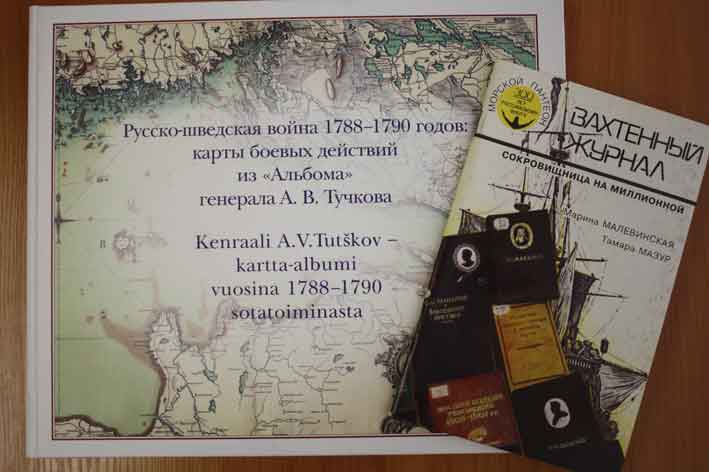 Русско-шведская война 1788–1790 годов:
карты боевых действий
из «Альбома»
генерала А. В. Тучкова
Kenraali A.V.Tutškov –
kartta-albumi
vuosina 1788–1790
sotatoiminasta
МОРСКОЙ ПАНТЕОН
300
ВАХТЕННЫЙ
ЖУРНАЛ
СОКРОВИЩНИЦА НА МИЛЛИОННОЙ
Марина МАЛЕВИНСКАЯ,
Тамара МАЗУР